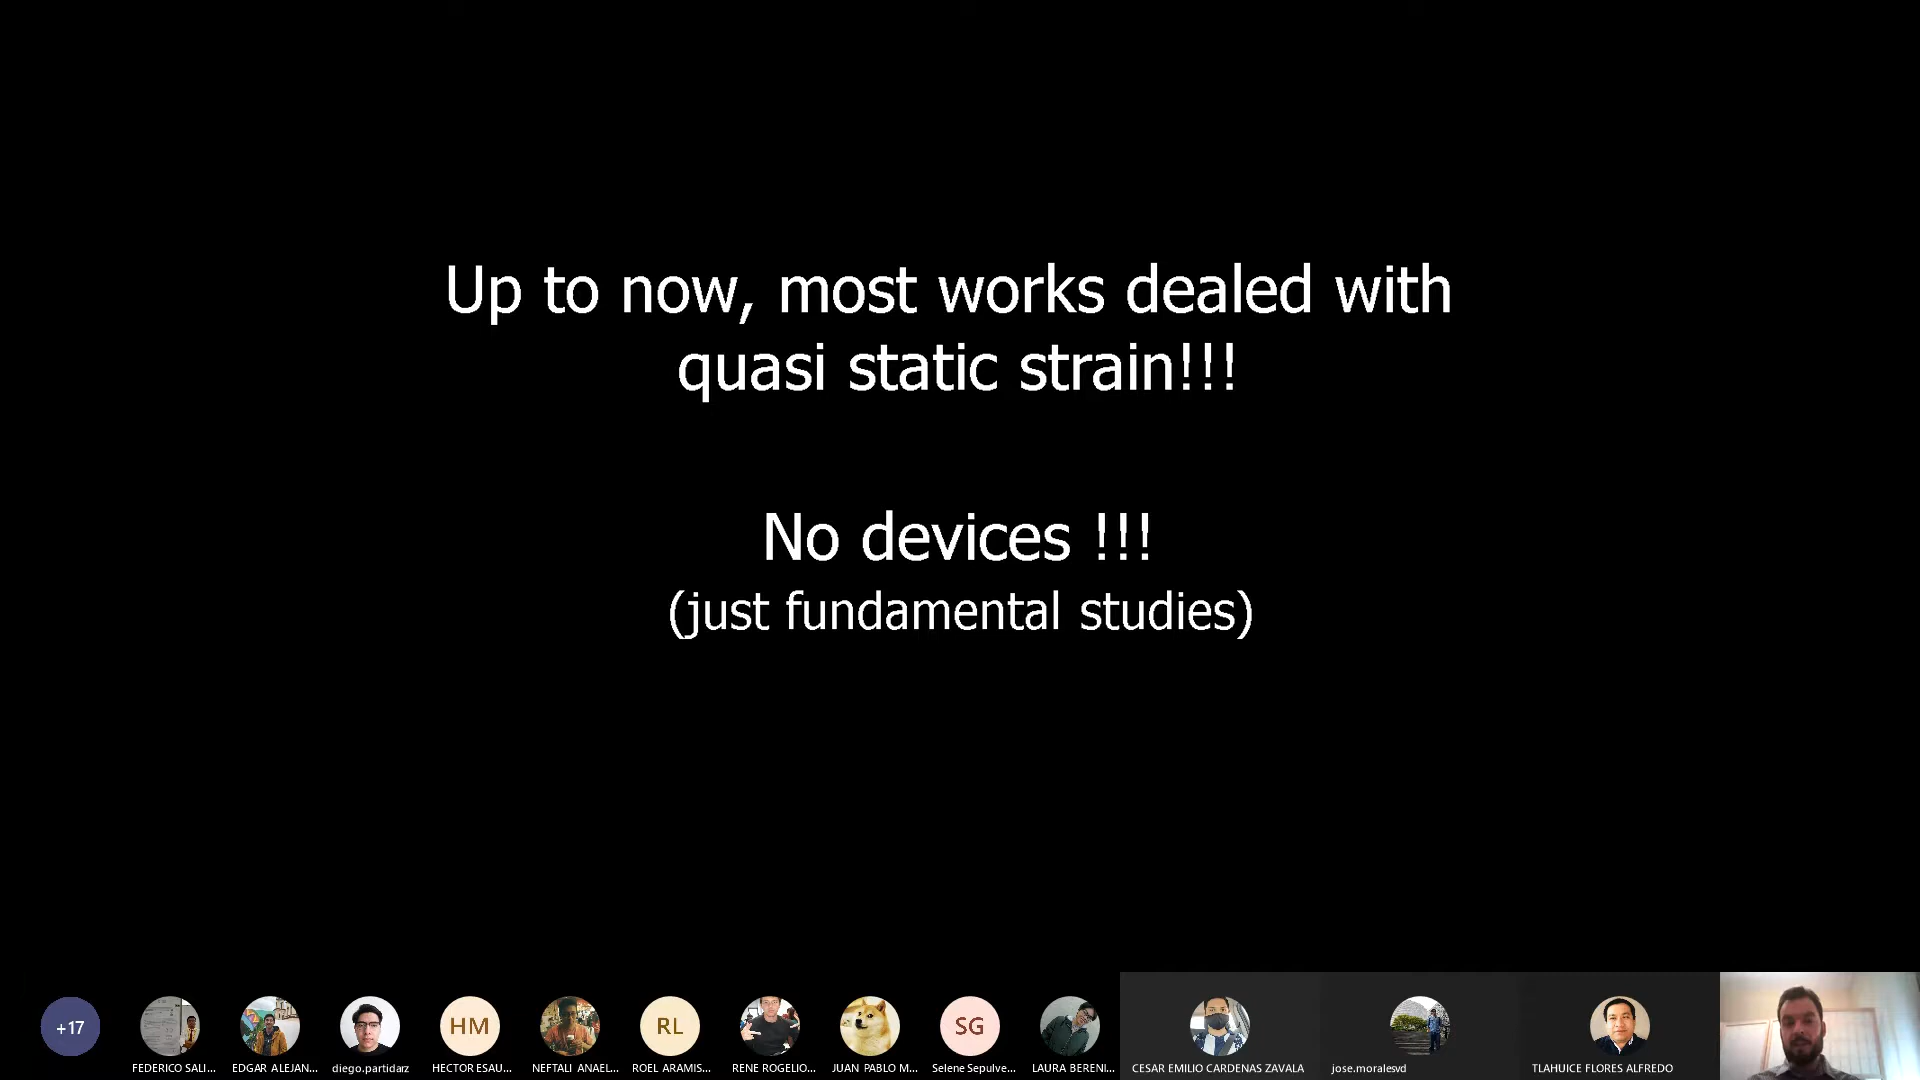 Up to now, most works dealed with
quasi static strain!!!
No devices !!!
(just fundamental studies)
+17
FEDERICO SALI...
EDGAR ALEJAN...
diego.partidarz
HM
HECTOR ESAU...
NEFTALI ANAEL...
RL
ROEL ARAMIS...
RENE ROGELIO...
JUAN PABLO M...
SG
Selene Sepulve...
LAURA BERENI...
CESAR EMILIO CARDENAS ZAVALA
jose.moralesvd
TLAHUICE FLORES ALFREDO